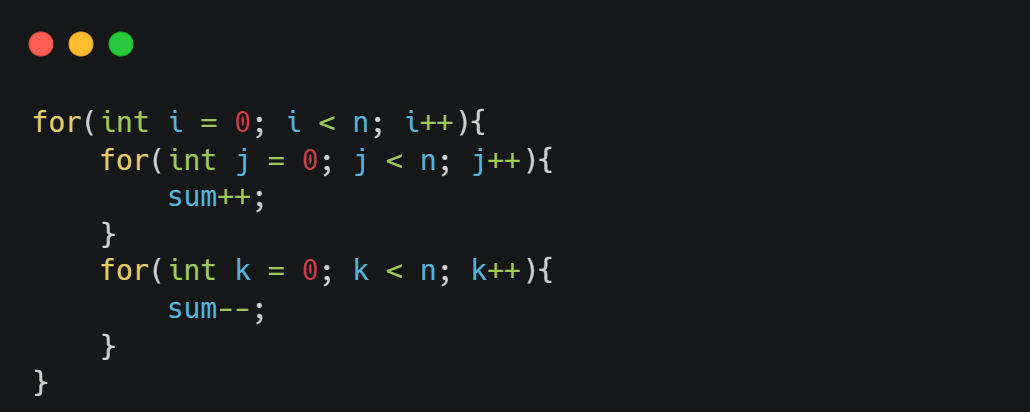 for(int i = 0; i < n; i++){
    for(int j = 0; j < n; j++){
        sum++;
    }
    for(int k = 0; k < n; k++){
        sum--;
    }
}